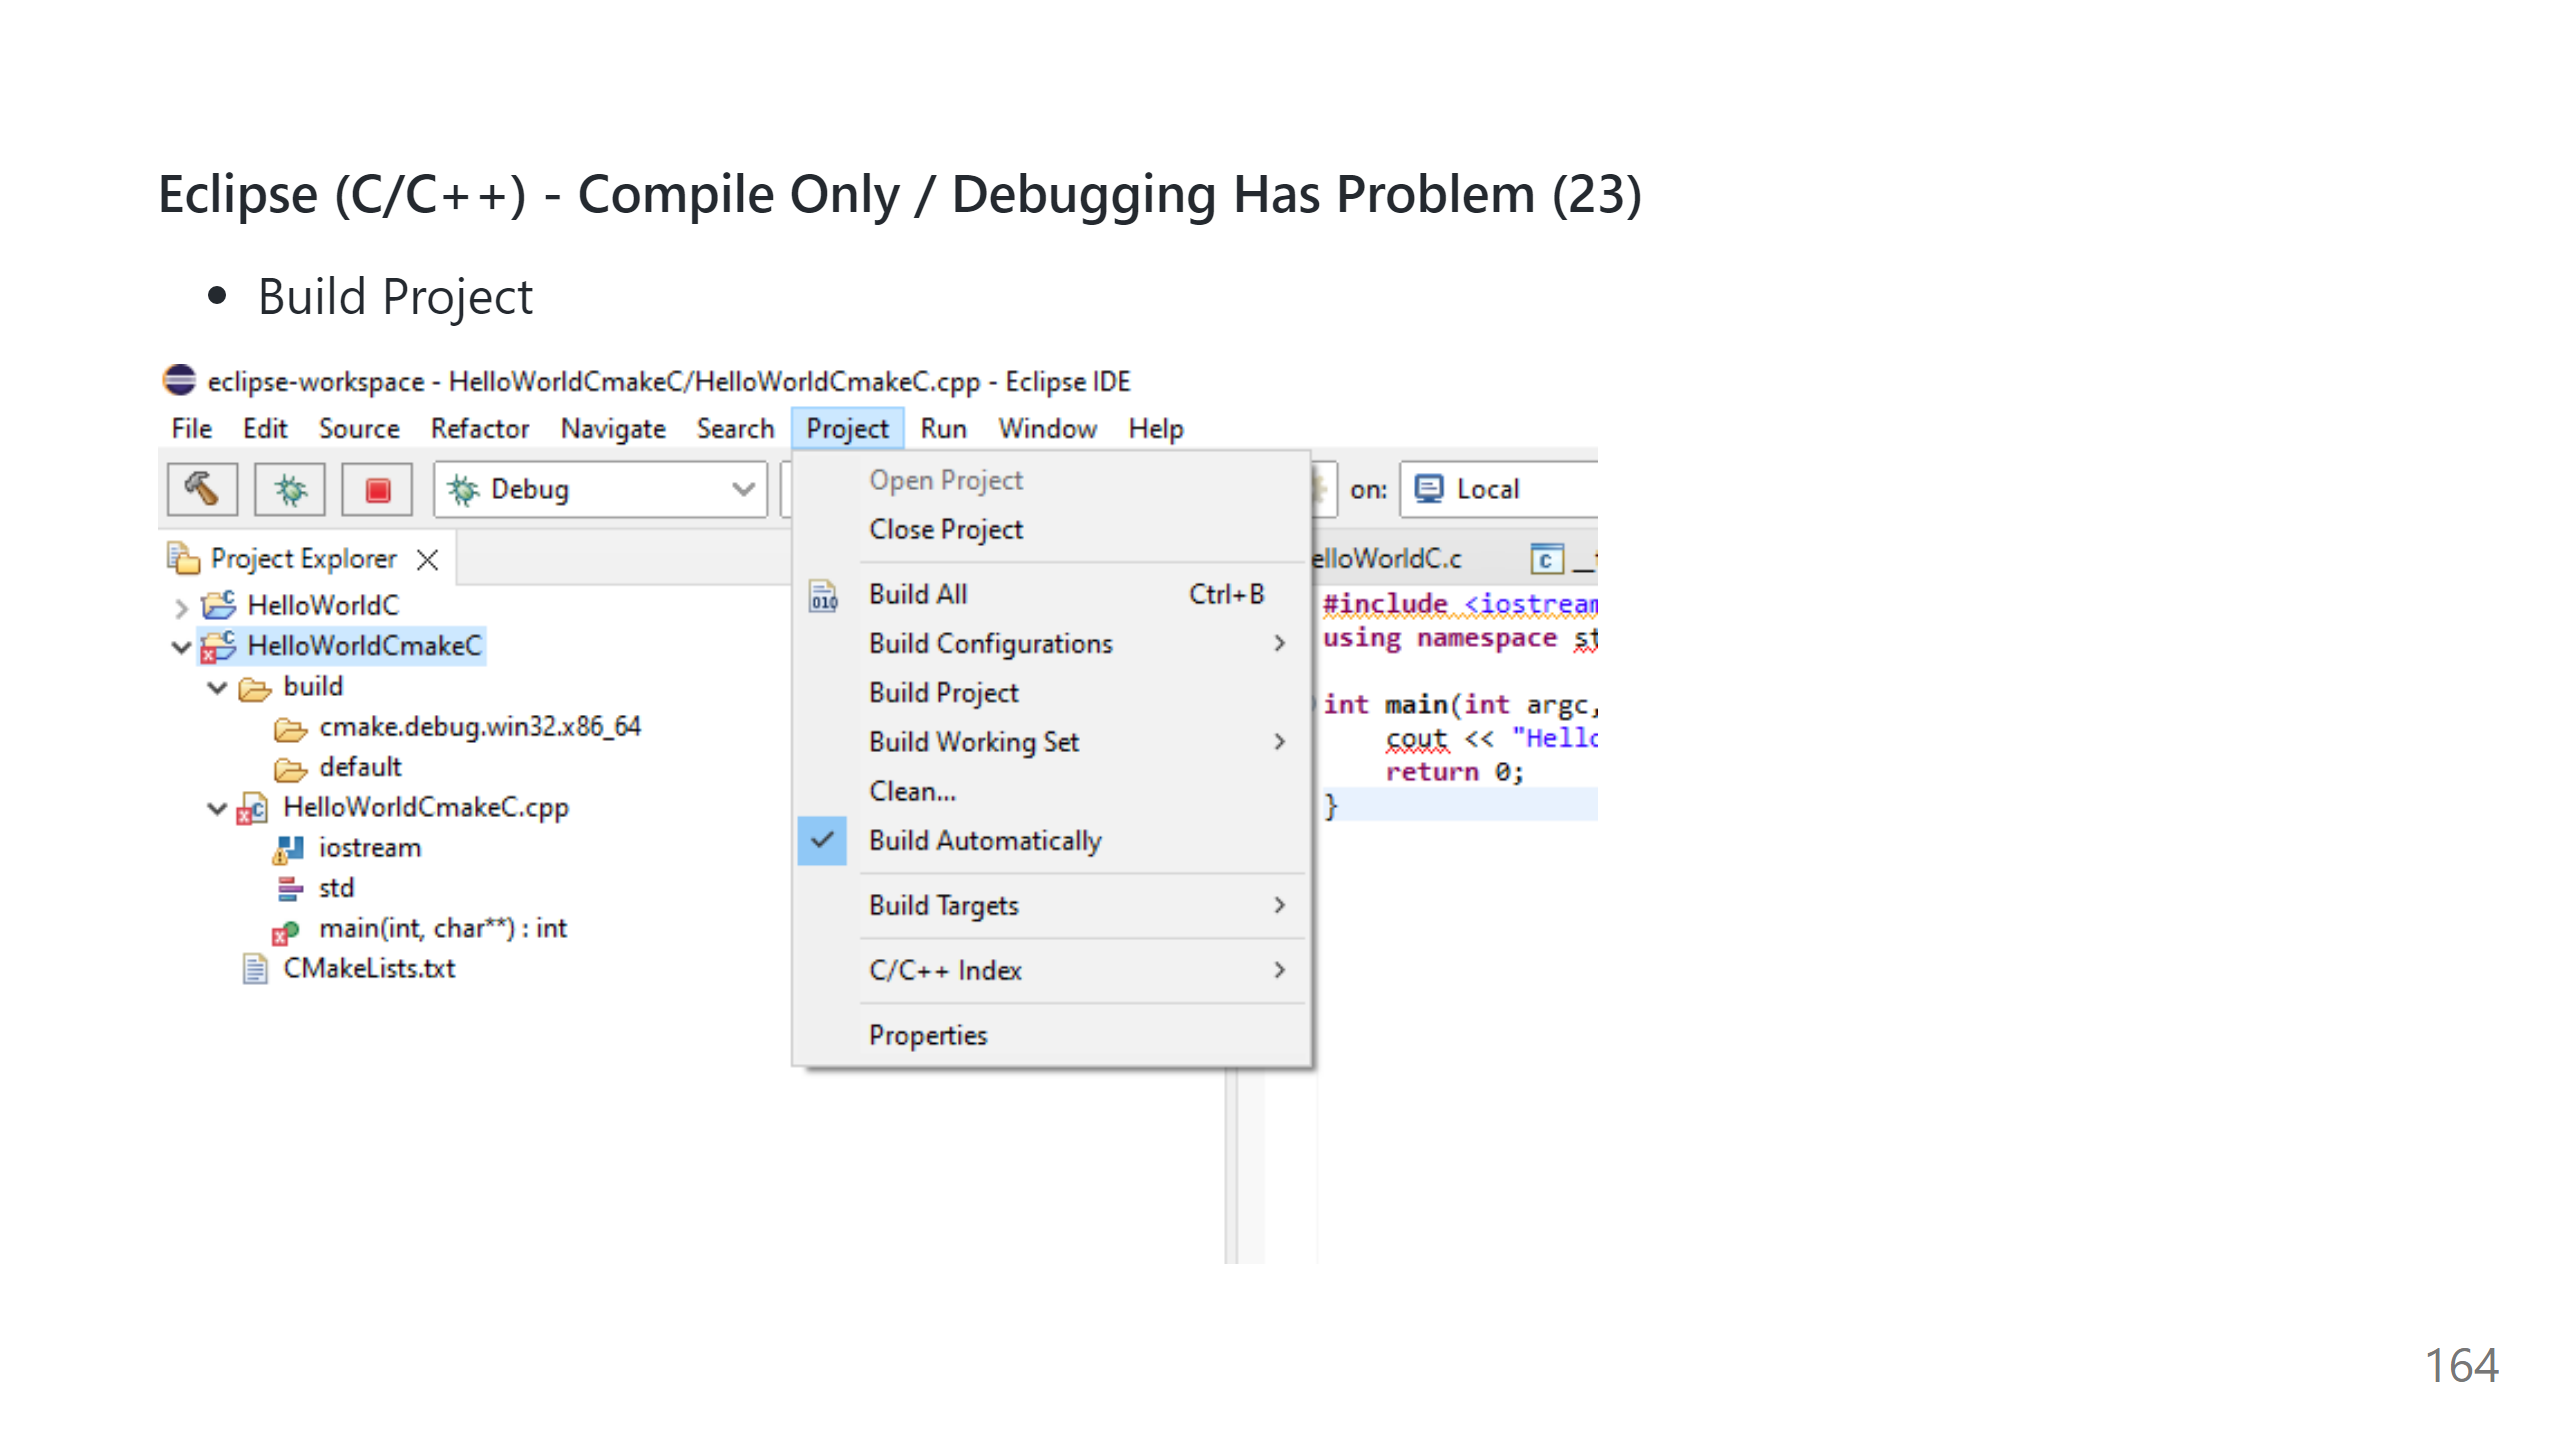 Eclipse (C/C++) - Compile Only / Debugging Has Problem (23)
• Build Project
eclipse-workspace - HelloWorldCmakeC/HelloWorldCmakeC.cpp - Eclipse IDE
File Edit Source Refactor Navigate Search Project Run Window Help
Debug
on: Local
Project Explorer
HelloWorldC
HelloWorldCmakeC
build
cmake.debug.win32.x86_64
default
HelloWorldCmakeC.cpp
iostream
std
main(int, char**) : int
CMakeLists.txt
Open Project
Close Project
Build All Ctrl+B
Build Configurations
Build Project
Build Working Set
Clean...
Build Automatically
Build Targets
C/C++ Index
Properties
elloWorldC.c
#include <iostream
using namespace st
int main(int argc,
cout << "Hello
return 0;
}
164